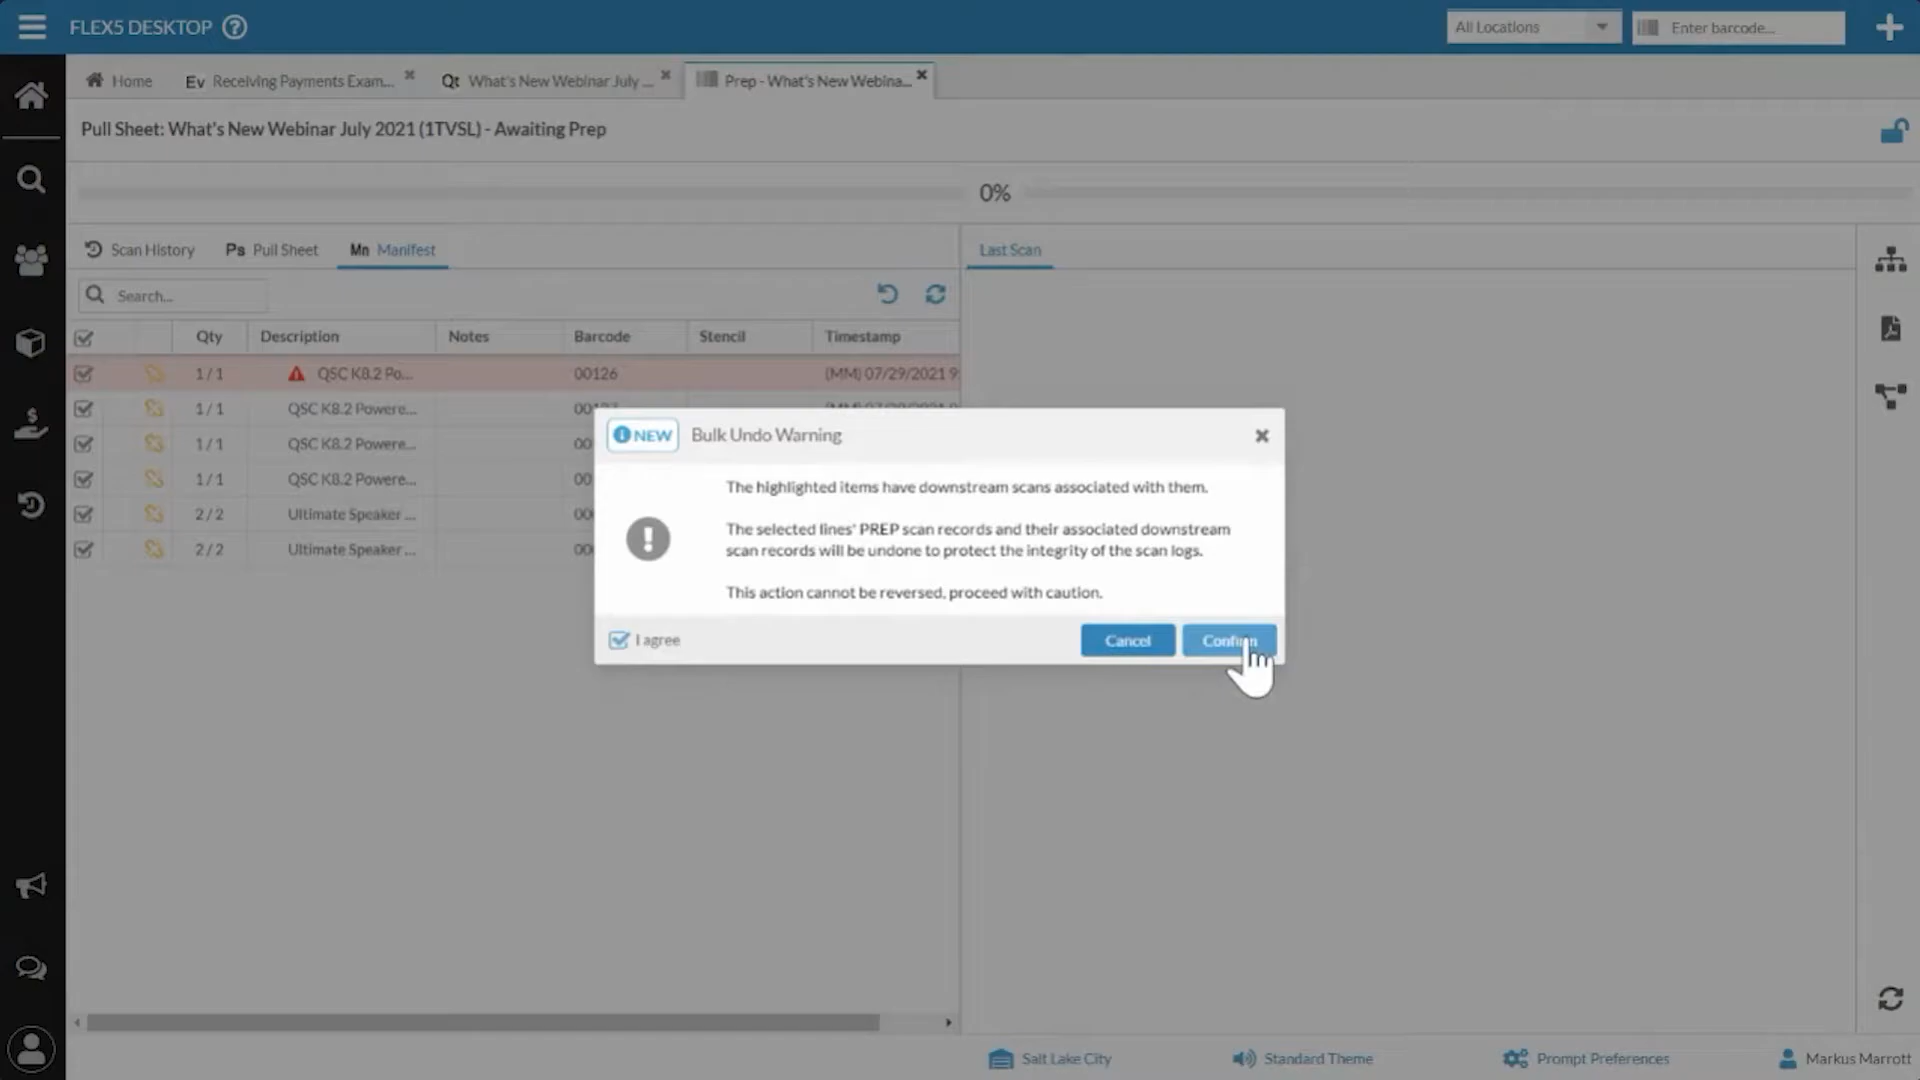 FLEX5 DESKTOP ?
All Locations
Enter barcode...
Home
Ev Receiving Payments Exam...
Qt What's New Webinar July ...
Prep - What's New Webina...
Pull Sheet: What's New Webinar July 2021 (1TVSL) - Awaiting Prep
0%
Scan History
Ps Pull Sheet
Mn Manifest
Last Scan
Search...
Qty Description Notes Barcode Stencil Timestamp
1 / 1 QSC K8.2 Po... 00126 (MM) 07/29/2021 9:
1 / 1 QSC K8.2 Powere...
1 / 1 QSC K8.2 Powere... 00
1 / 1 QSC K8.2 Powere... 00
2 / 2 Ultimate Speaker ... 00
2 / 2 Ultimate Speaker ... 00
NEW Bulk Undo Warning
The highlighted items have downstream scans associated with them.
The selected lines' PREP scan records and their associated downstream
scan records will be undone to protect the integrity of the scan logs.
This action cannot be reversed, proceed with caution.
I agree
Cancel
Confirm
Salt Lake City
Standard Theme
Prompt Preferences
Markus Marrott